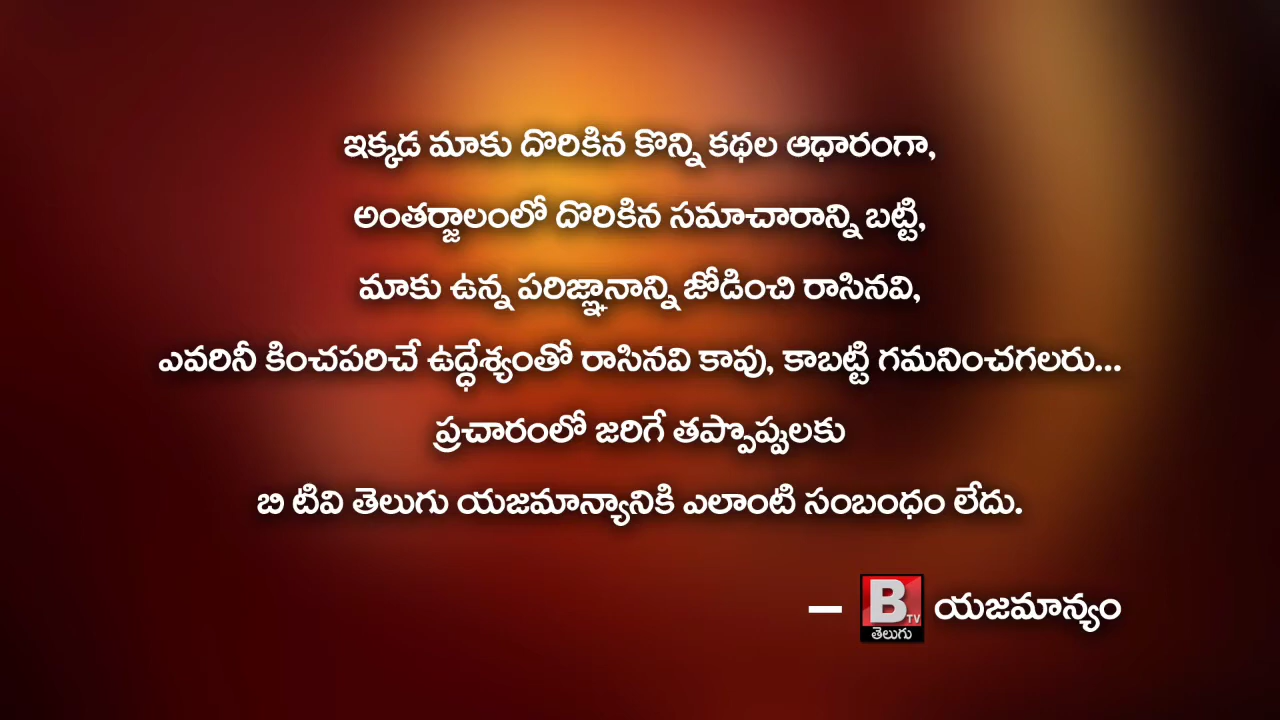 ఇక్కడ మాకు దొరికిన కొన్ని కథల ఆధారంగా,
అంతర్జాలంలో దొరికిన సమాచారాన్ని బట్టి,
మాకు ఉన్న పరిజ్ఞానాన్ని జోడించి రాసినవి,
ఎవరినీ కించపరిచే ఉద్ధేశ్యంతో రాసినవి కావు, కాబట్టి గమనించగలరు...
ప్రచారంలో జరిగే తప్పొప్పులకు
బి టివి తెలుగు యజమాన్యానికి ఎలాంటి సంబంధం లేదు.
– B TV తెలుగు యజమాన్యం